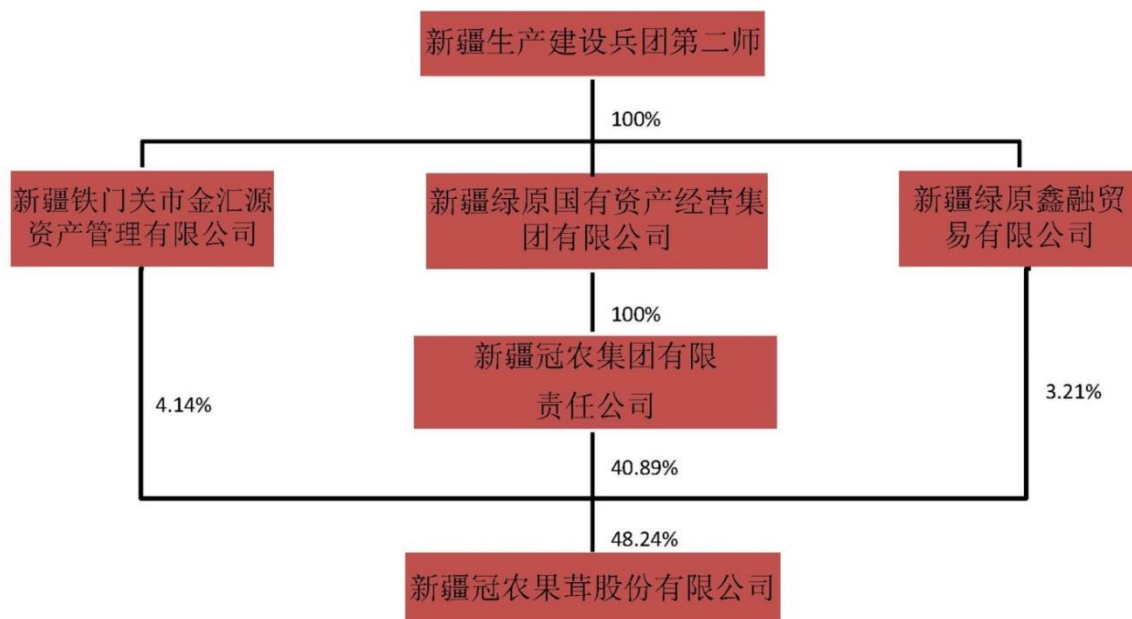 新疆生产建设兵团第二师
100%
新疆铁门关市金汇源
资产管理有限公司
新疆绿原国有资产经营集
团有限公司
新疆绿原鑫融贸
易有限公司
100%
新疆冠农集团有限
责任公司
4.14%
3.21%
40.89%
48.24%
新疆冠农果茸股份有限公司